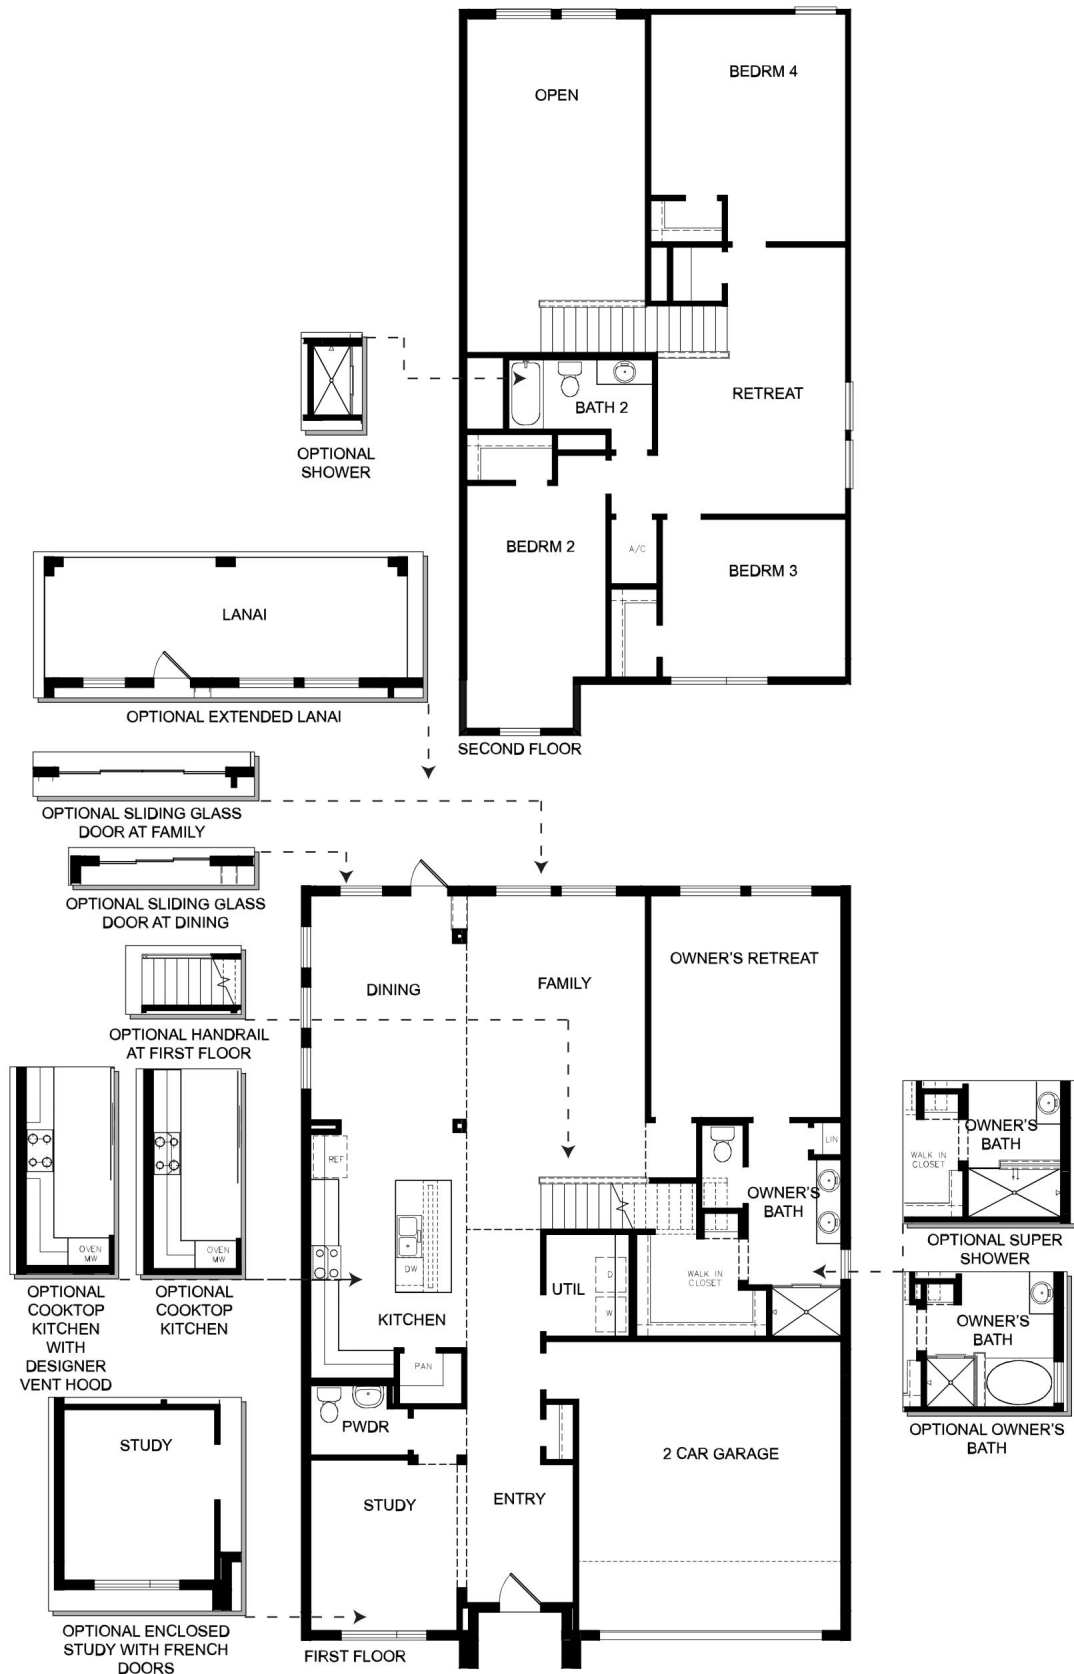 BEDRM 4
OPEN
RETREAT
BATH 2
OPTIONAL
SHOWER
BEDRM 2
A/C
BEDRM 3
LANAI
OPTIONAL EXTENDED LANAI
SECOND FLOOR
OPTIONAL SLIDING GLASS
DOOR AT FAMILY
OPTIONAL SLIDING GLASS
DOOR AT DINING
OWNER'S RETREAT
FAMILY
DINING
OPTIONAL HANDRAIL
AT FIRST FLOOR
REF
LIN
OWNER'S
BATH
WALK IN
CLOSET
OWNER'S
BATH
OPTIONAL SUPER
SHOWER
OVEN
MW
OVEN
MW
DW
D
W
UTIL
WALK IN
CLOSET
OPTIONAL
COOKTOP
KITCHEN
WITH
DESIGNER
VENT HOOD
OPTIONAL
COOKTOP
KITCHEN
KITCHEN
OWNER'S
BATH
PAN
OPTIONAL OWNER'S
BATH
PWDR
STUDY
2 CAR GARAGE
STUDY
ENTRY
OPTIONAL ENCLOSED
STUDY WITH FRENCH
DOORS
FIRST FLOOR